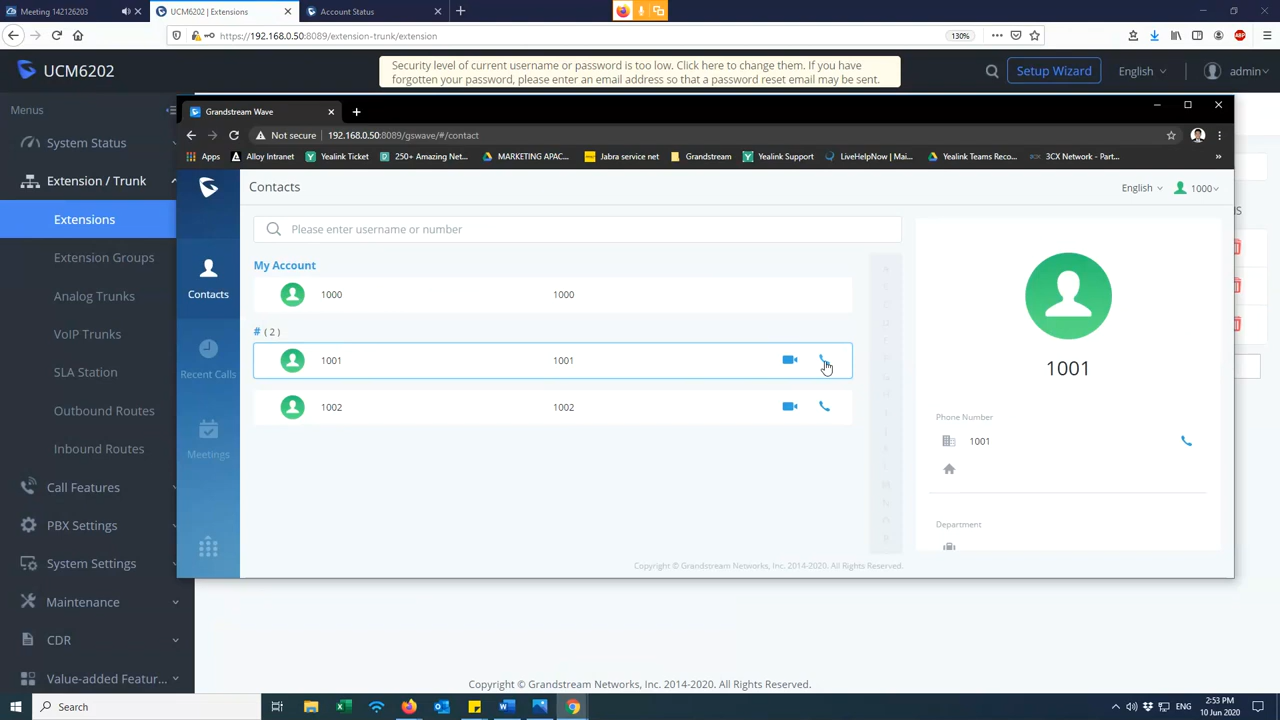 Meeting 142126203
UCM6202 | Extensions
Account Status
https://192.168.0.50:8089/extension-trunk/extension
130%
UCM6202
Security level of current username or password is too low. Click here to change them. If you have
forgotten your password, please enter an email address so that a password reset email may be sent.
Setup Wizard
English
admin
Menus
System Status
Extension / Trunk
Extensions
Extension Groups
Analog Trunks
VoIP Trunks
SLA Station
Outbound Routes
Inbound Routes
Call Features
PBX Settings
System Settings
Maintenance
CDR
Value-added Featur...
Grandstream Wave
Not secure
192.168.0.50:8089/gswave/#/contact
Apps
Alloy Intranet
Yealink Ticket
250+ Amazing Net...
MARKETING APAC...
Jabra service net
Grandstream
Yealink Support
LiveHelpNow | Mai...
Yealink Teams Reco...
3CX Network - Part...
Contacts
English
1000
Contacts
Recent Calls
Meetings
Please enter username or number
My Account
1000 1000
# ( 2 )
1001 1001
1002 1002
1001
Phone Number
1001
Department
Copyright © Grandstream Networks, Inc. 2014-2020. All Rights Reserved.
Copyright © Grandstream Networks, Inc. 2014-2020. All Rights Reserved.
Search
ENG
2:53 PM
10 Jun 2020